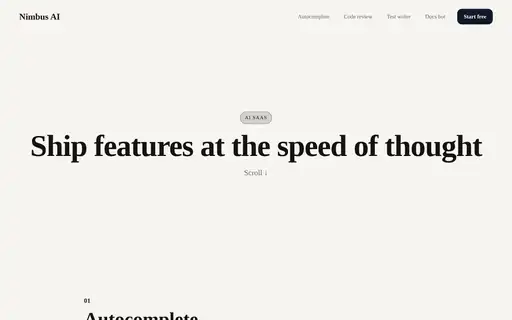 Nimbus AI
Autocomplete Code review Test writer Docs bot Start free
AI SAAS
Ship features at the speed of thought
Scroll ↓
01
Autocomplete